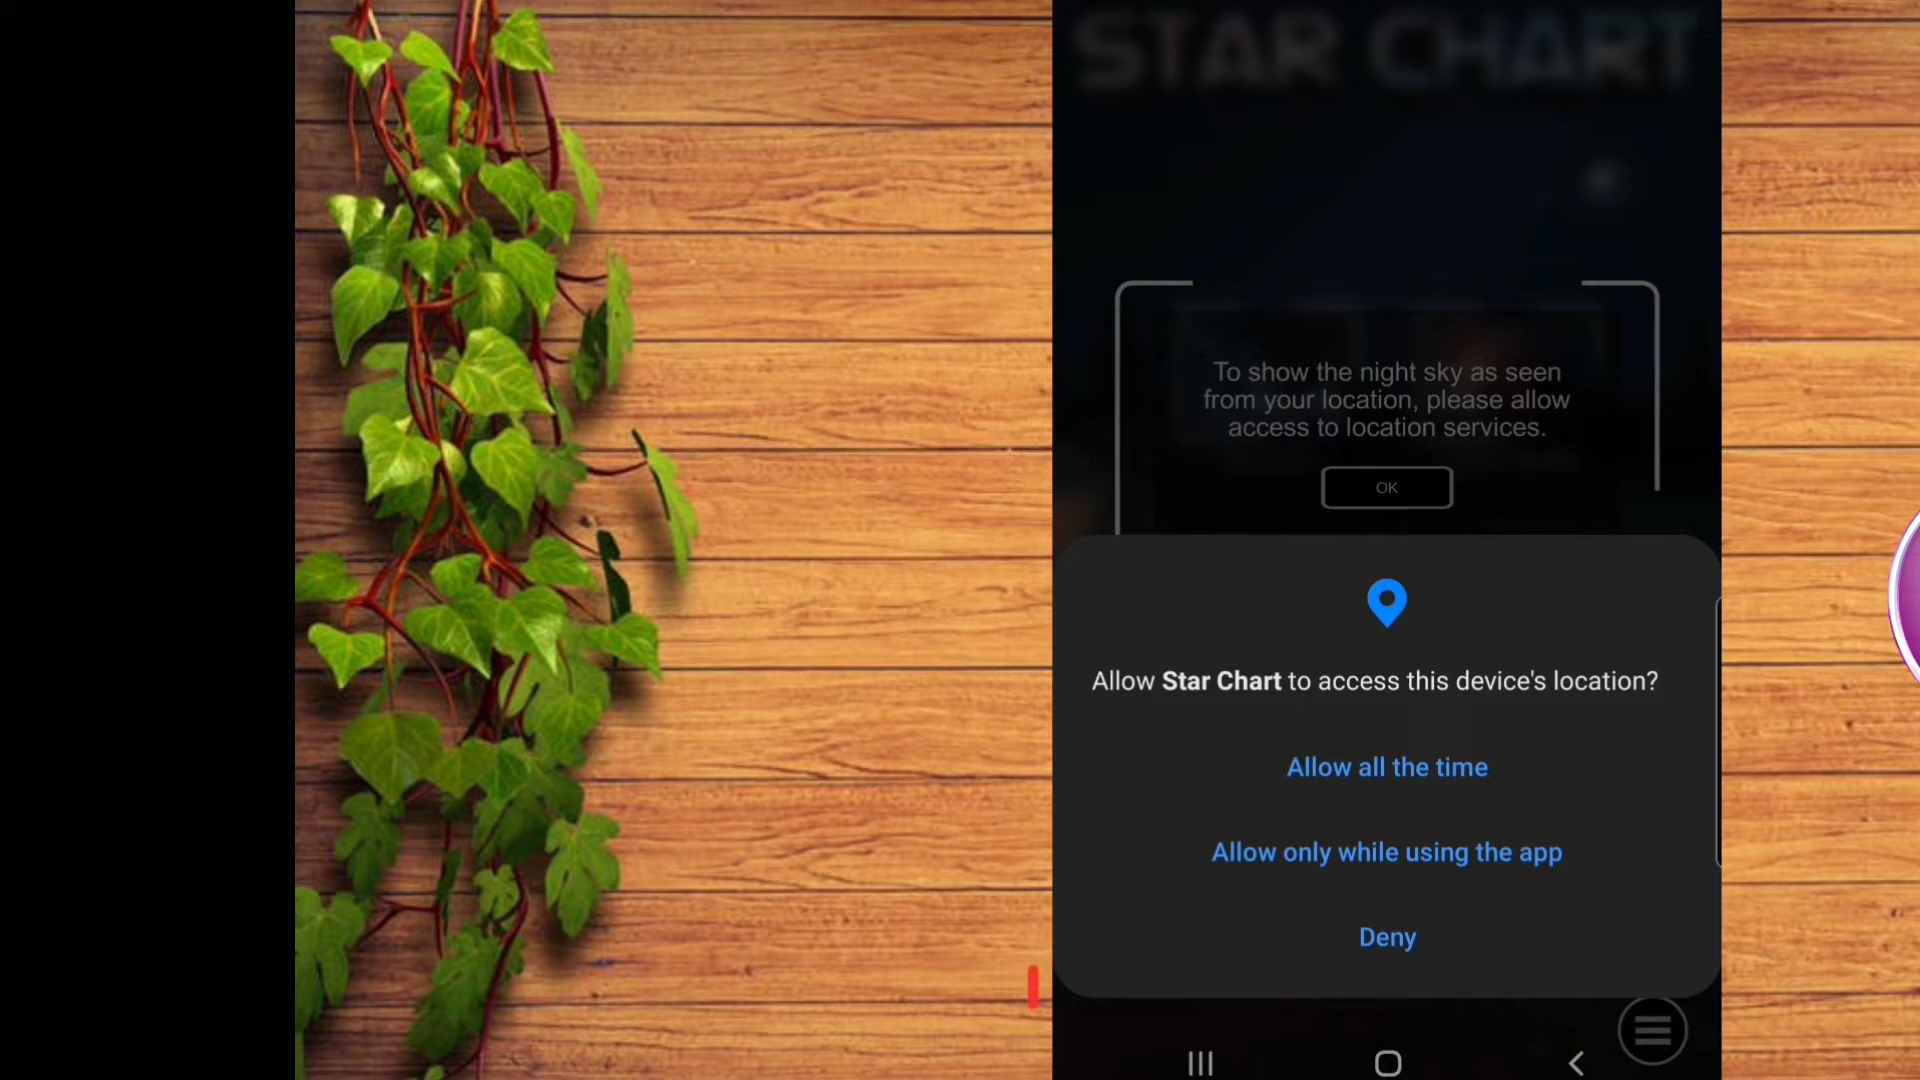 STAR CHART
To show the night sky as seen
from your location, please allow
access to location services.
OK
Allow Star Chart to access this device's location?
Allow all the time
Allow only while using the app
Deny